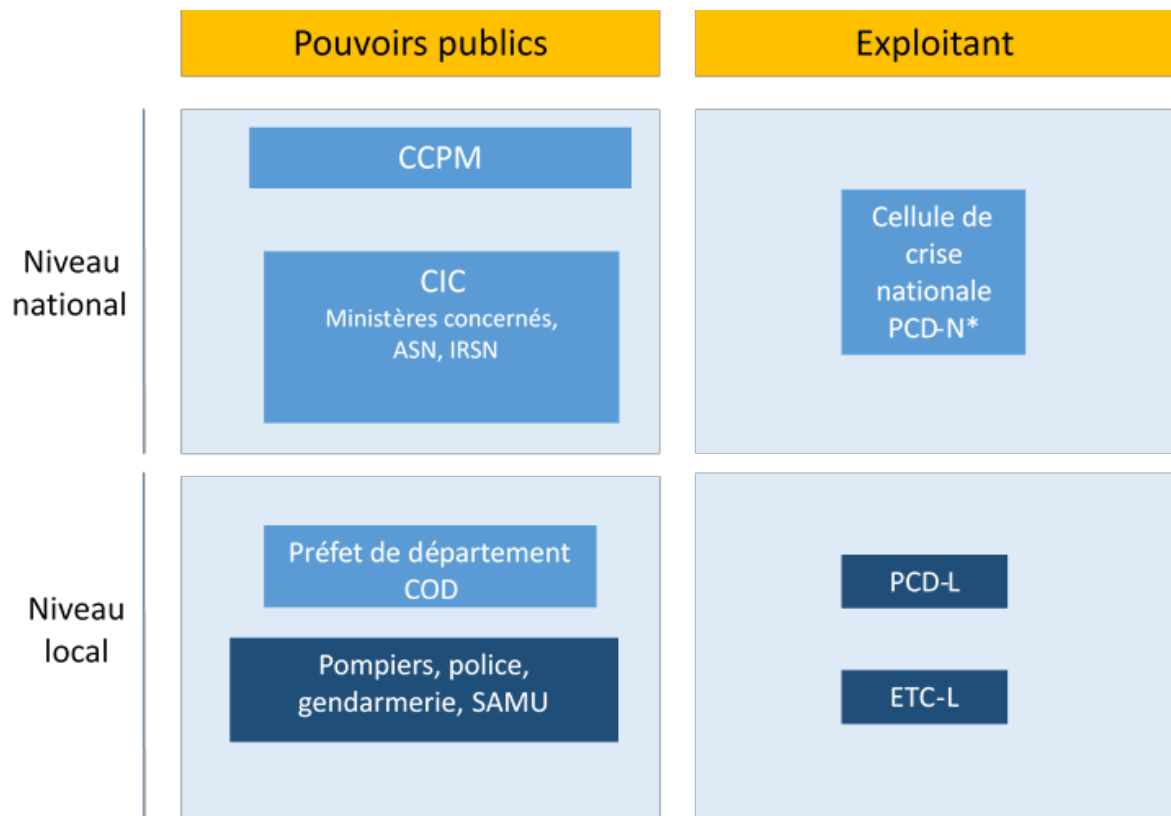 Pouvoirs publics
Exploitant
Niveau
national
CCPM
CIC
Ministères concernés,
ASN, IRSN
Cellule de
crise
nationale
PCD-N*
Niveau
local
Préfet de département
COD
Pompiers, police,
gendarmerie, SAMU
PCD-L
ETC-L